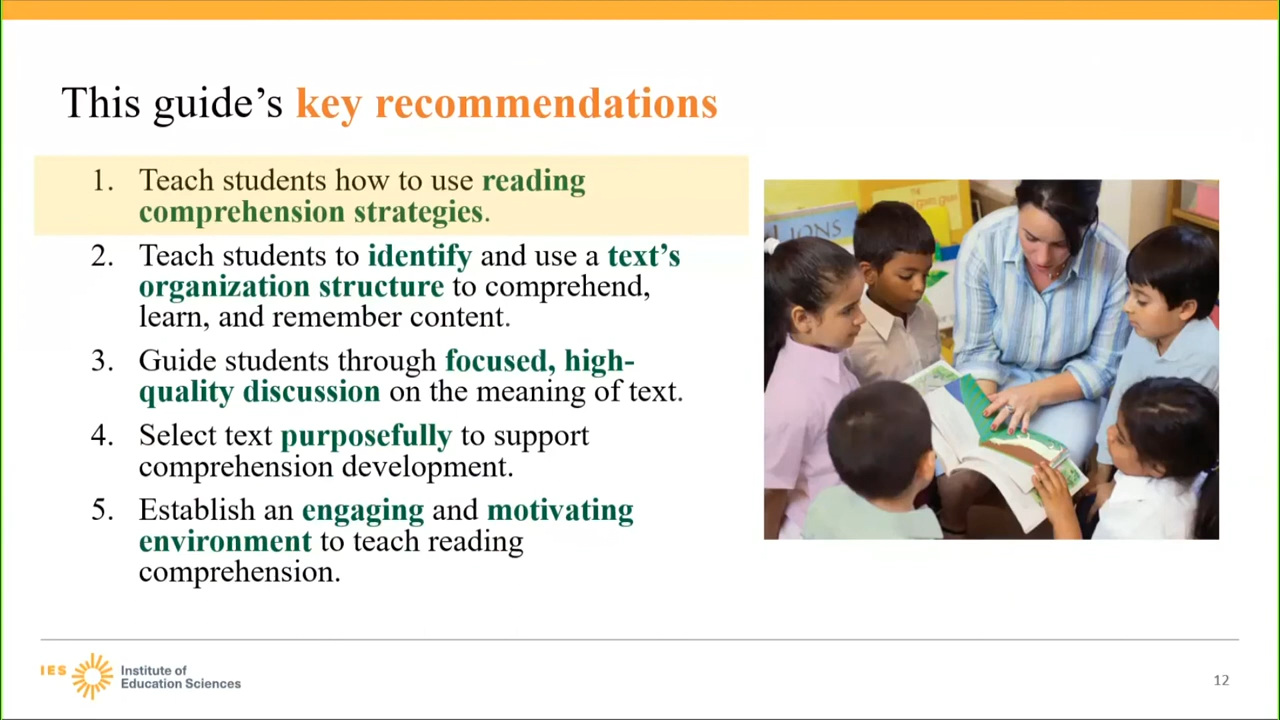 This guide's key recommendations
1. Teach students how to use reading
comprehension strategies.
2. Teach students to identify and use a text's
organization structure to comprehend,
learn, and remember content.
3. Guide students through focused, high-
quality discussion on the meaning of text.
4. Select text purposefully to support
comprehension development.
5. Establish an engaging and motivating
environment to teach reading
comprehension.
LIONS
IES
Institute of
Education Sciences
12